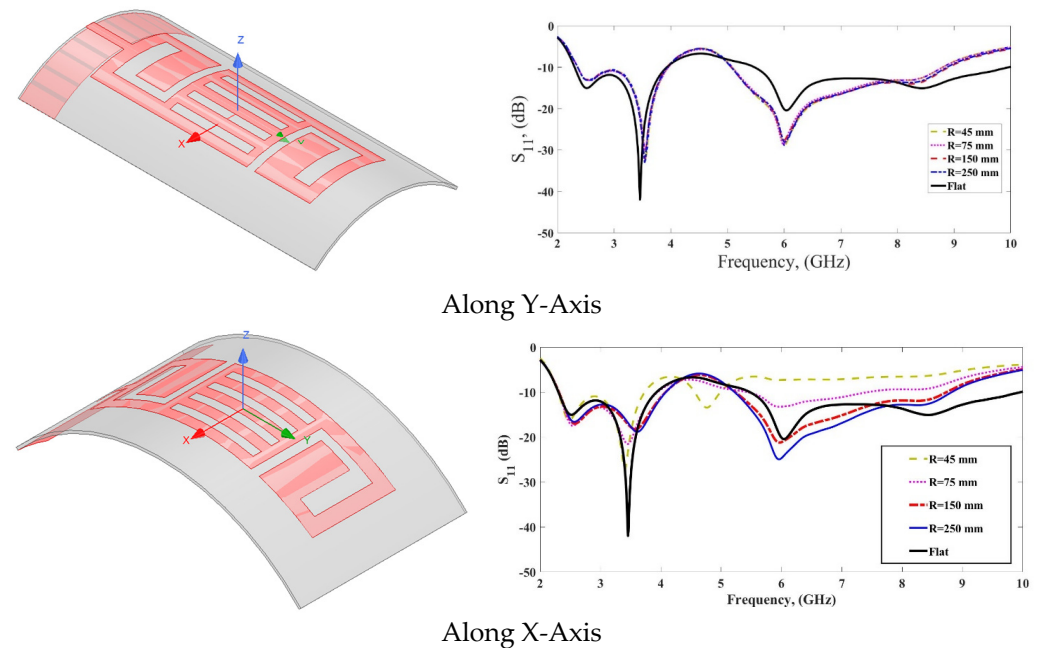 Z
X
Y
0
-10
-20
-30
-40
-50
S11, (dB)
R=45 mm
R=75 mm
R=150 mm
R=250 mm
Flat
2 3 4 5 6 7 8 9 10
Frequency, (GHz)
Along Y-Axis
Z
X
Y
0
-10
-20
-30
-40
-50
S11 (dB)
R=45 mm
R=75 mm
R=150 mm
R=250 mm
Flat
2 3 4 5 6 7 8 9 10
Frequency, (GHz)
Along X-Axis